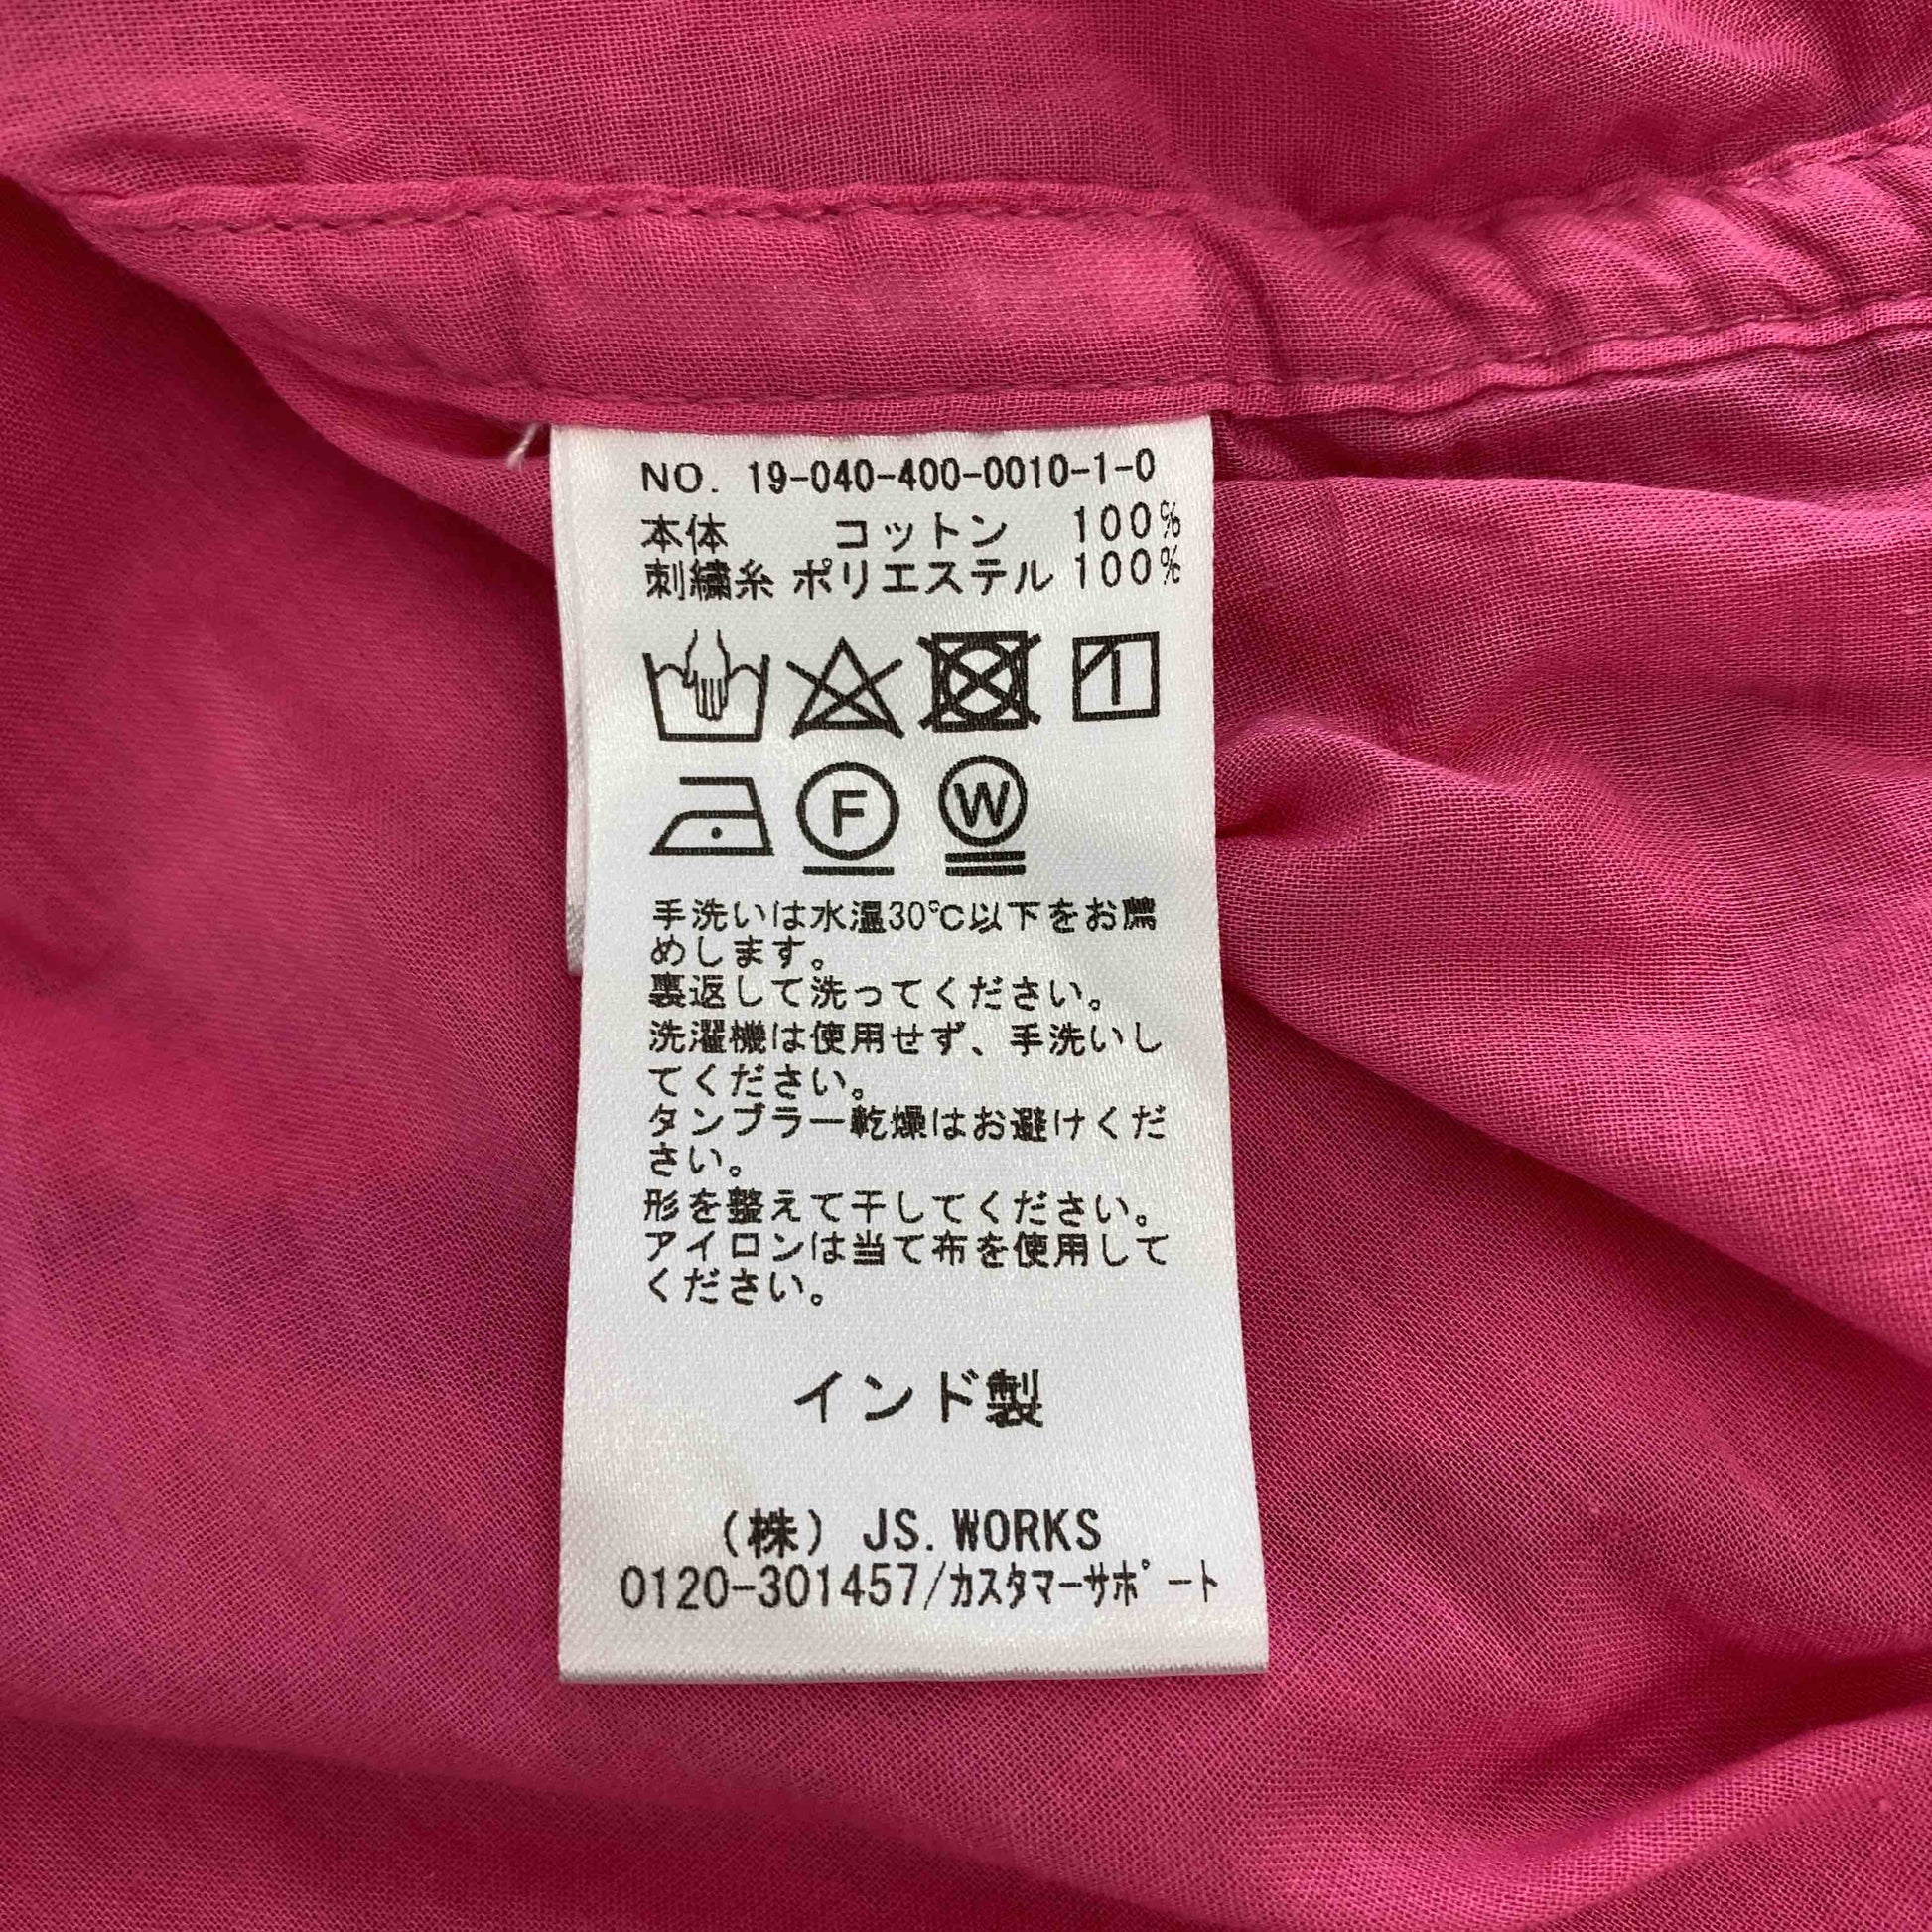 NO. 19-040-400-0010-1-0
本体 コットン 100%
刺繍糸 ポリエステル 100%
F W
手洗いは水温30℃以下をお薦
めします。
裏返して洗ってください。
洗濯機は使用せず、手洗いし
てください。
タンブラー乾燥はお避けくだ
さい。
形を整えて干してください。
アイロンは当て布を使用して
ください。
インド製
(株) JS.WORKS
0120-301457/カスタマーサポート